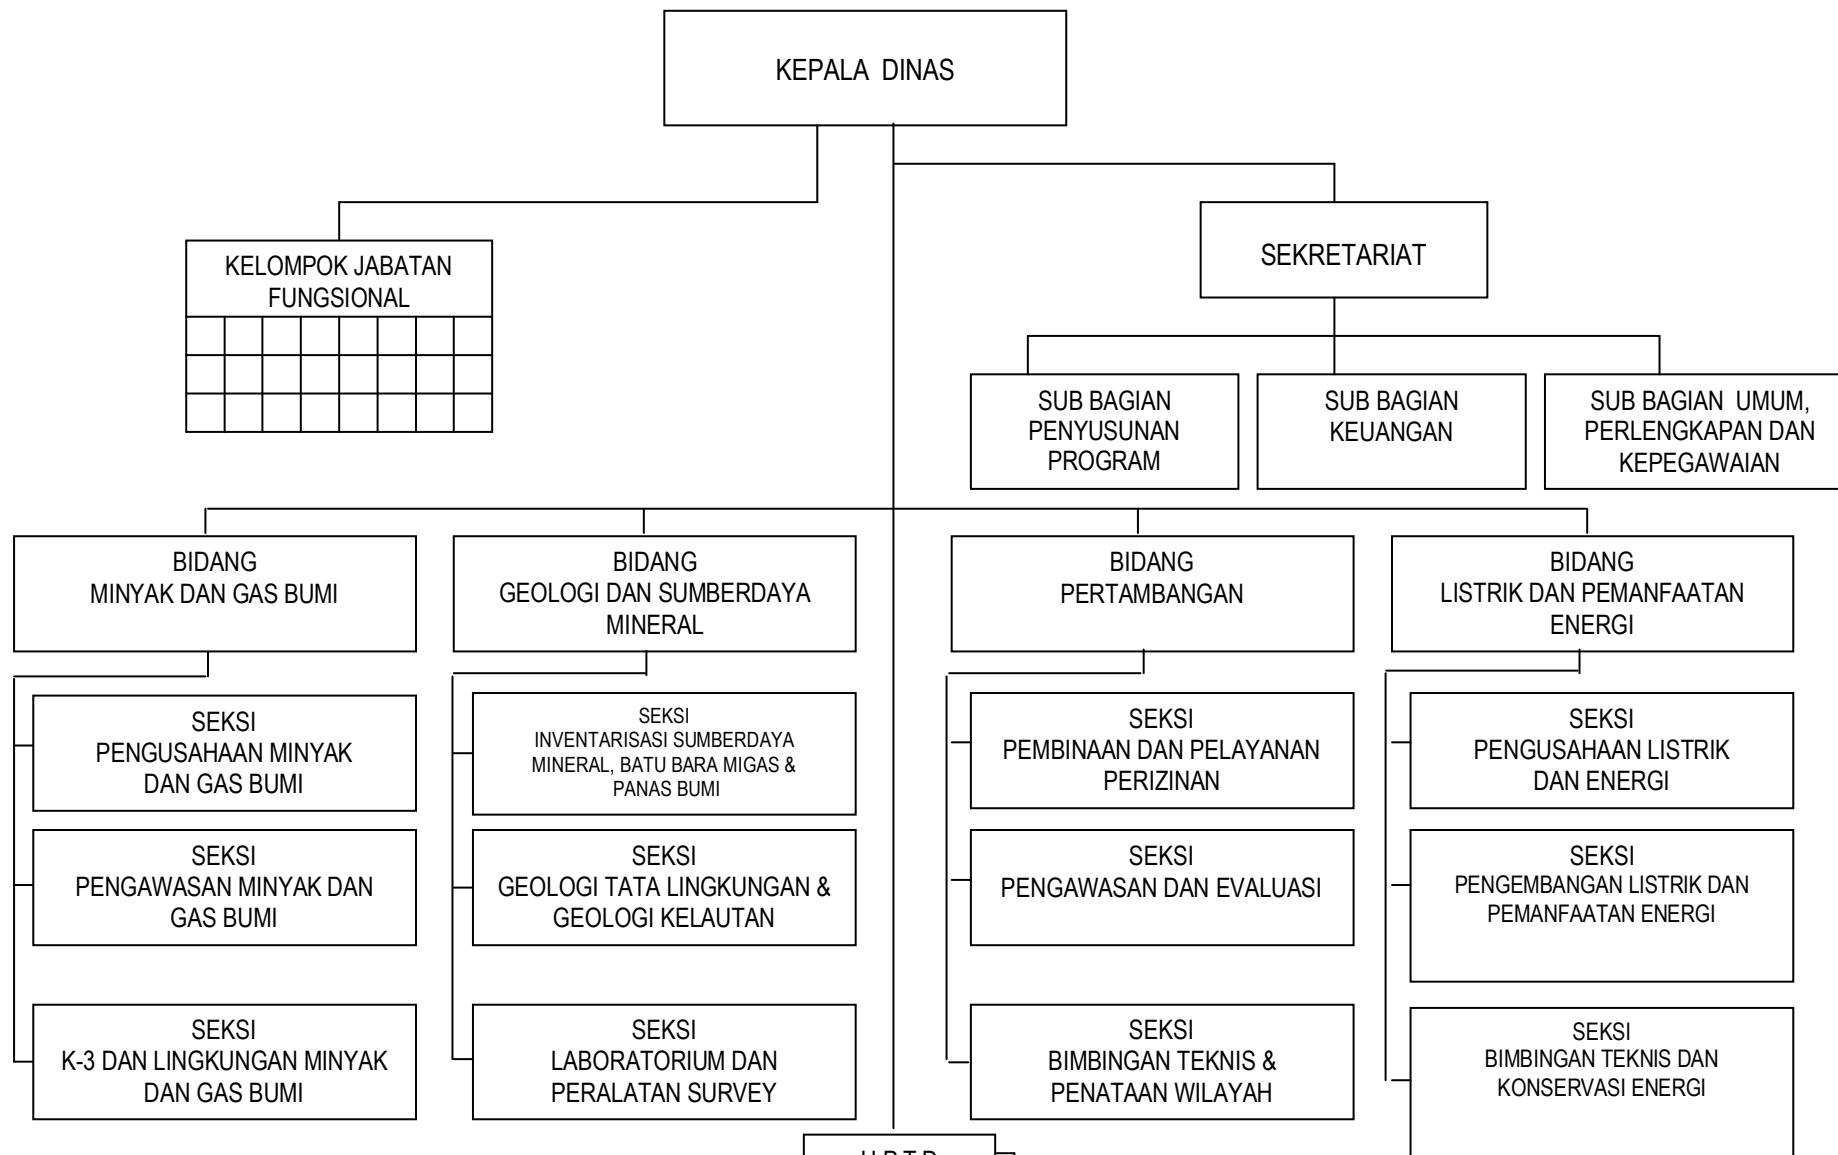 KEPALA DINAS
SEKRETARIAT
KELOMPOK JABATAN
FUNGSIONAL
SUB BAGIAN
PENYUSUNAN
PROGRAM
SUB BAGIAN
KEUANGAN
SUB BAGIAN UMUM,
PERLENGKAPAN DAN
KEPEGAWAIAN
BIDANG
MINYAK DAN GAS BUMI
BIDANG
GEOLOGI DAN SUMBERDAYA
MINERAL
BIDANG
PERTAMBANGAN
BIDANG
LISTRIK DAN PEMANFAATAN
ENERGI
SEKSI
PENGUSAHAAN MINYAK
DAN GAS BUMI
SEKSI
INVENTARISASI SUMBERDAYA
MINERAL, BATU BARA MIGAS &
PANAS BUMI
SEKSI
PEMBINAAN DAN PELAYANAN
PERIZINAN
SEKSI
PENGUSAHAAN LISTRIK
DAN ENERGI
SEKSI
PENGAWASAN MINYAK DAN
GAS BUMI
SEKSI
GEOLOGI TATA LINGKUNGAN &
GEOLOGI KELAUTAN
SEKSI
PENGAWASAN DAN EVALUASI
SEKSI
PENGEMBANGAN LISTRIK DAN
PEMANFAATAN ENERGI
SEKSI
K-3 DAN LINGKUNGAN MINYAK
DAN GAS BUMI
SEKSI
LABORATORIUM DAN
PERALATAN SURVEY
SEKSI
BIMBINGAN TEKNIS &
PENATAAN WILAYAH
SEKSI
BIMBINGAN TEKNIS DAN
KONSERVASI ENERGI